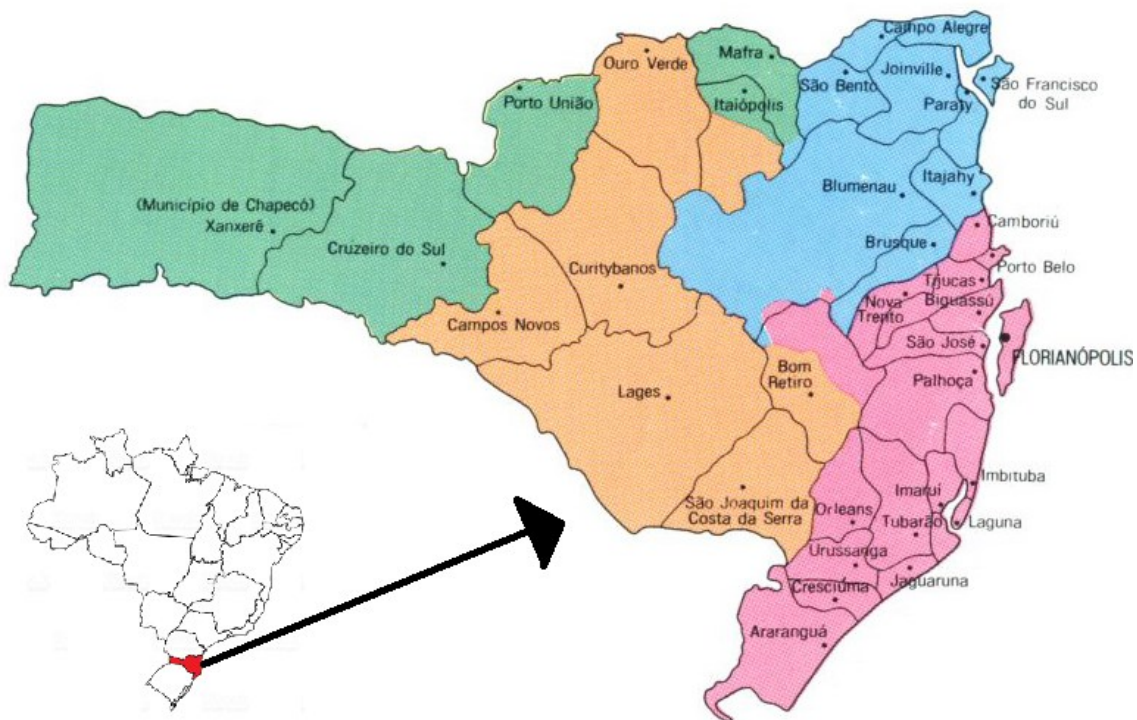 Campo Alegre
Mafra
Ouro Verde
Joinville
São Bento
São Francisco
do Sul
Porto União
Itaiópolis
Paraty
Blumenau
Itajahy
(Município de Chapecó)
Xanxerê
Camboriú
Cruzeiro do Sul
Brusque
Curitybanos
Porto Belo
Tijucas
Nova
Trento
Biguassú
Campos Novos
São José
FLORIANÓPOLIS
Bom
Retiro
Palhoça
Lages
Imbituba
Imaruí
São Joaquim da
Costa da Serra
Orleans
Tubarão
Laguna
Urussanga
Jaguaruna
Cresciúma
Araranguá